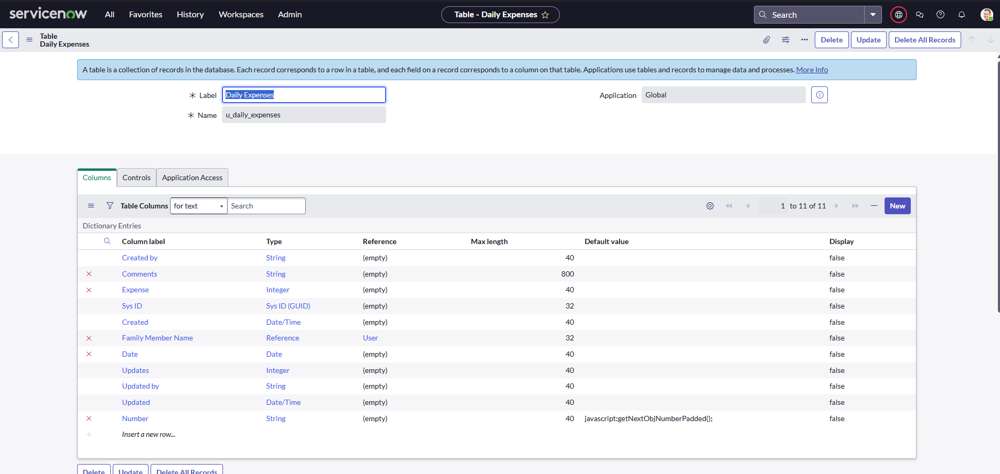 servicenow All Favorites History Workspaces Admin Table - Daily Expenses Search
Table
Daily Expenses
Delete Update Delete All Records
A table is a collection of records in the database. Each record corresponds to a row in a table, and each field on a record corresponds to a column on that table. Applications use tables and records to manage data and processes. More Info
Label Daily Expenses Application Global
Name u_daily_expenses
Columns Controls Application Access
Table Columns for text Search 1 to 11 of 11 New
Dictionary Entries
Column label Type Reference Max length Default value Display
Created by String (empty) 40 false
Comments String (empty) 800 false
Expense Integer (empty) 40 false
Sys ID Sys ID (GUID) (empty) 32 false
Created Date/Time (empty) 40 false
Family Member Name Reference User 32 false
Date Date (empty) 40 false
Updates Integer (empty) 40 false
Updated by String (empty) 40 false
Updated Date/Time (empty) 40 false
Number String (empty) 40 javascript:getNextObjNumberPadded(); false
Insert a new row...
Delete Update Delete All Records